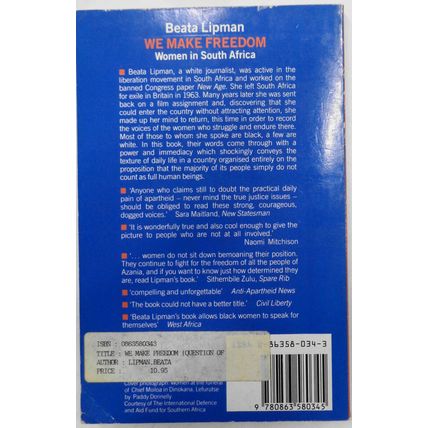 Beata Lipman
WE MAKE FREEDOM
Women in South Africa
Beata Lipman, a white journalist, was active in the
liberation movement in South Africa and worked on the
banned Congress paper New Age. She left South Africa
for exile in Britain in 1963. Many years later she was sent
back on a film assignment and, discovering that she
could enter the country without attracting attention, she
made up her mind to return, this time in order to record
the voices of the women who struggle and endure there.
Most of those to whom she spoke are black, a few are
white. In this book, their words come through with a
power and immediacy which shockingly conveys the
texture of daily life in a country organised entirely on the
proposition that the majority of its people simply do not
count as full human beings.
'Anyone who claims still to doubt the practical daily
pain of apartheid – never mind the true justice issues –
should be obliged to read these strong, courageous,
dogged voices.' Sara Maitland, New Statesman
'It is wonderfully true and also cool enough to give the
picture to people who are not at all involved.'
Naomi Mitchison
'. . . women do not sit down bemoaning their position.
They continue to fight for the freedom of all the people of
Azania, and if you want to know just how determined they
are, read Lipman's book.' Sithembile Zulu, Spare Rib
'compelling and unforgettable' Anti-Apartheid News
'The book could not have a better title.' Civil Liberty
'Beata Lipman's book allows black women to speak for
themselves' West Africa
ISBN : 0863580343
TITLE : WE MAKE FREEDOM (QUESTION OF
AUTHOR : LIPMAN,BEATA
PRICE : 10.95
86358-034-3
Cover photograph: Women at the funeral
of Chief Moiloa in Dinokana, Lefurutse
by Paddy Donnelly
Courtesy of The International Defence
and Aid Fund for Southern Africa
9 780863 580345